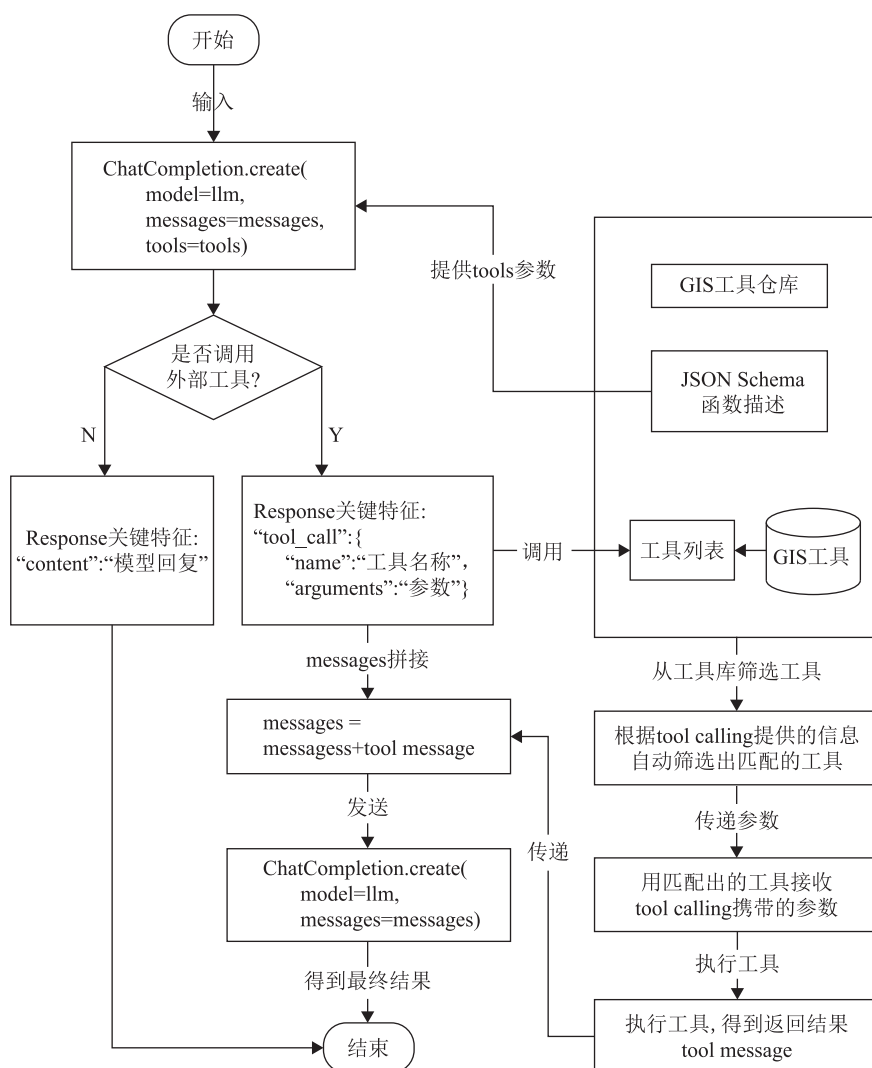 开始
输入
ChatCompletion.create(
model=llm,
messages=messages,
tools=tools)
提供tools参数
GIS工具仓库
JSON Schema
函数描述
是否调用
外部工具?
N
Y
Response关键特征:
“content”:“模型回复”
Response关键特征:
“tool_call”:{
“name”:“工具名称”,
“arguments”:“参数”}
调用
工具列表
GIS工具
messages拼接
从工具库筛选工具
messages =
messagess+tool message
根据tool calling提供的信息
自动筛选出匹配的工具
发送
传递
传递参数
ChatCompletion.create(
model=llm,
messages=messages)
用匹配出的工具接收
tool calling携带的参数
得到最终结果
执行工具
结束
执行工具, 得到返回结果
tool message